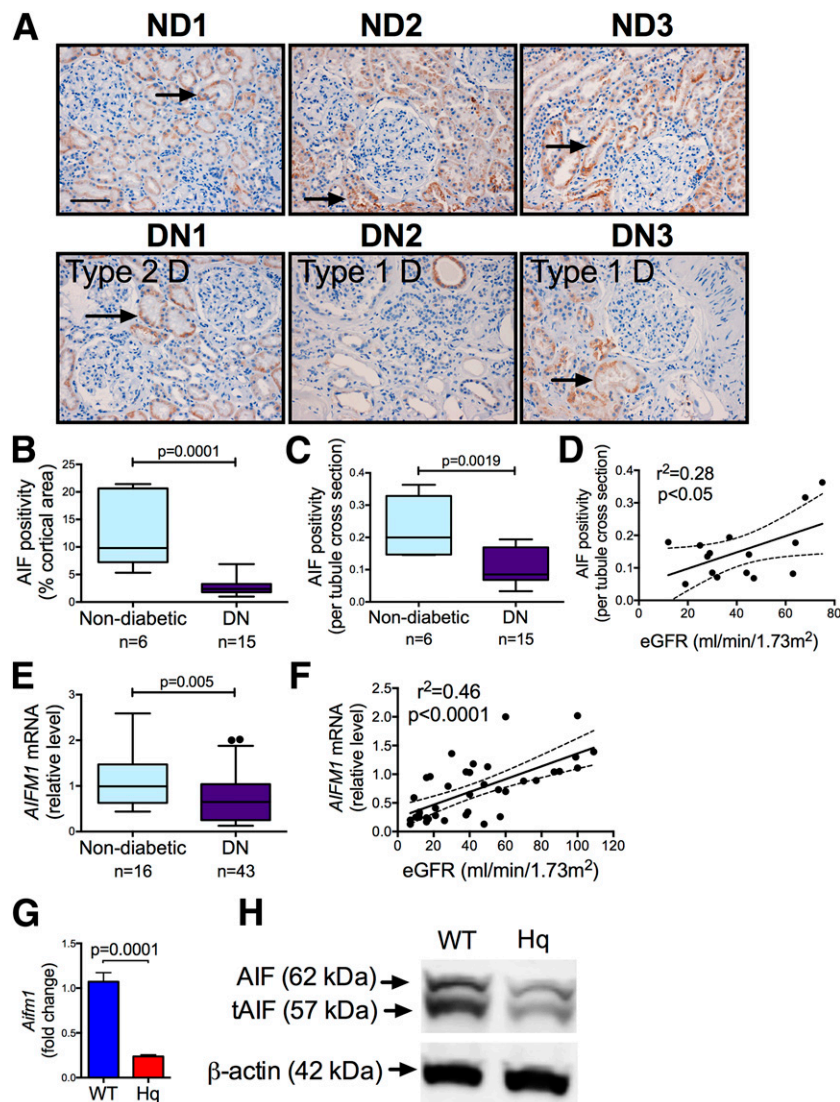 A
ND1 ND2 ND3
DN1 DN2 DN3
Type 2 D Type 1 D Type 1 D
B
p=0.0001
AIF positivity
(% cortical area)
25
20
15
10
5
0
Non-diabetic DN
n=6 n=15
C
p=0.0019
AIF positivity
(per tubule cross section)
0.4
0.3
0.2
0.1
0.0
Non-diabetic DN
n=6 n=15
D
r²=0.28
p<0.05
AIF positivity
(per tubule cross section)
0.4
0.3
0.2
0.1
0.0
0 20 40 60 80
eGFR (ml/min/1.73m²)
E
p=0.005
AIFM1 mRNA
(relative level)
3
2
1
0
Non-diabetic DN
n=16 n=43
F
r²=0.46
p<0.0001
AIFM1 mRNA
(relative level)
2.5
2.0
1.5
1.0
0.5
0.0
0 20 40 60 80 100 120
eGFR (ml/min/1.73m²)
G
p=0.0001
Aifm1
(fold change)
1.5
1.0
0.5
0.0
WT Hq
H
WT Hq
AIF (62 kDa)
tAIF (57 kDa)
β-actin (42 kDa)